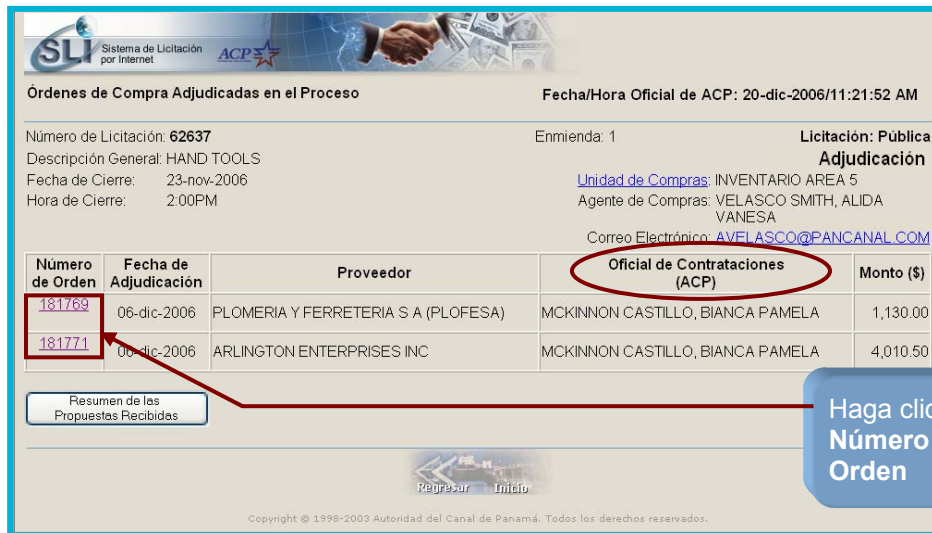 SLI Sistema de Licitación
por Internet
ACP
Órdenes de Compra Adjudicadas en el Proceso
Fecha/Hora Oficial de ACP: 20-dic-2006/11:21:52 AM
Número de Licitación: 62637
Enmienda: 1
Licitación: Pública
Descripción General: HAND TOOLS
Adjudicación
Fecha de Cierre: 23-nov-2006
Unidad de Compras: INVENTARIO AREA 5
Hora de Cierre: 2:00PM
Agente de Compras: VELASCO SMITH, ALIDA
VANESA
Correo Electrónico: AVELASCO@PANCANAL.COM
Número de Orden
Fecha de Adjudicación
Proveedor
Oficial de Contrataciones
(ACP)
Monto ($)
181769 06-dic-2006 PLOMERIA Y FERRETERIA S A (PLOFESA) MCKINNON CASTILLO, BIANCA PAMELA 1,130.00
181771 06-dic-2006 ARLINGTON ENTERPRISES INC MCKINNON CASTILLO, BIANCA PAMELA 4,010.50
Resumen de las
Propuestas Recibidas
Haga clic
Número
Orden
Regresar Inicio
Copyright © 1998-2003 Autoridad del Canal de Panamá. Todos los derechos reservados.